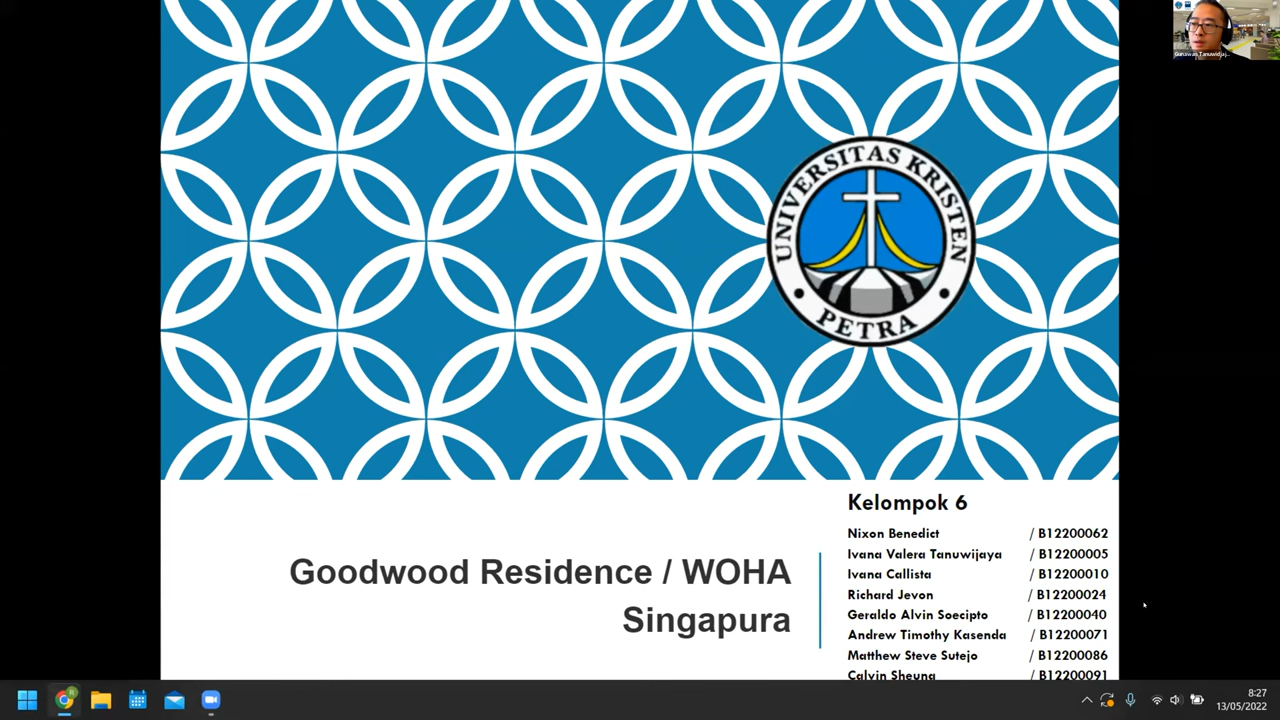 Gunawan Tanuwidjaj...
UNIVERSITAS KRISTEN
PETRA
Goodwood Residence / WOHA
Singapura
Kelompok 6
Nixon Benedict / B12200062
Ivana Valera Tanuwijaya / B12200005
Ivana Callista / B12200010
Richard Jevon / B12200024
Geraldo Alvin Soecipto / B12200040
Andrew Timothy Kasenda / B12200071
Matthew Steve Sutejo / B12200086
Calvin Sheung / B12200091
8:27
13/05/2022